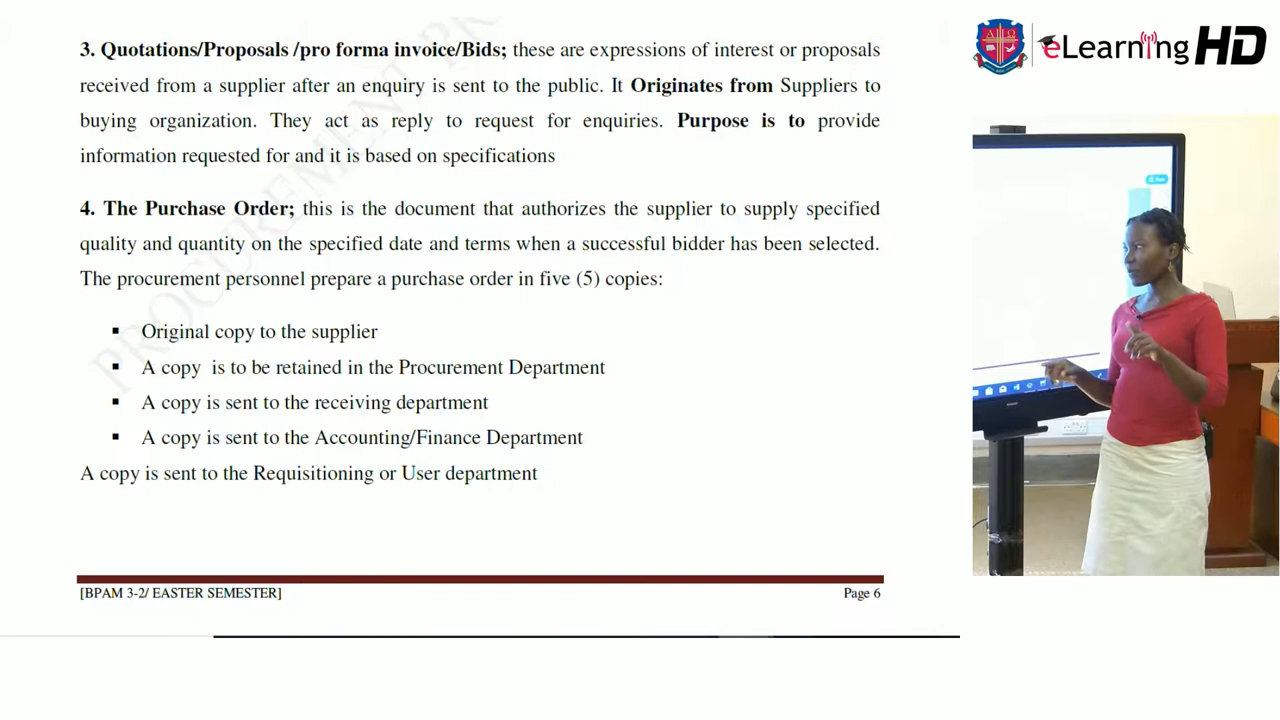 3. Quotations/Proposals /pro forma invoice/Bids; these are expressions of interest or proposals
received from a supplier after an enquiry is sent to the public. It Originates from Suppliers to
buying organization. They act as reply to request for enquiries. Purpose is to provide
information requested for and it is based on specifications
4. The Purchase Order; this is the document that authorizes the supplier to supply specified
quality and quantity on the specified date and terms when a successful bidder has been selected.
The procurement personnel prepare a purchase order in five (5) copies:
▪ Original copy to the supplier
▪ A copy is to be retained in the Procurement Department
▪ A copy is sent to the receiving department
▪ A copy is sent to the Accounting/Finance Department
A copy is sent to the Requisitioning or User department
[BPAM 3-2/ EASTER SEMESTER] Page 6
eLearning HD
PROCUREMENT